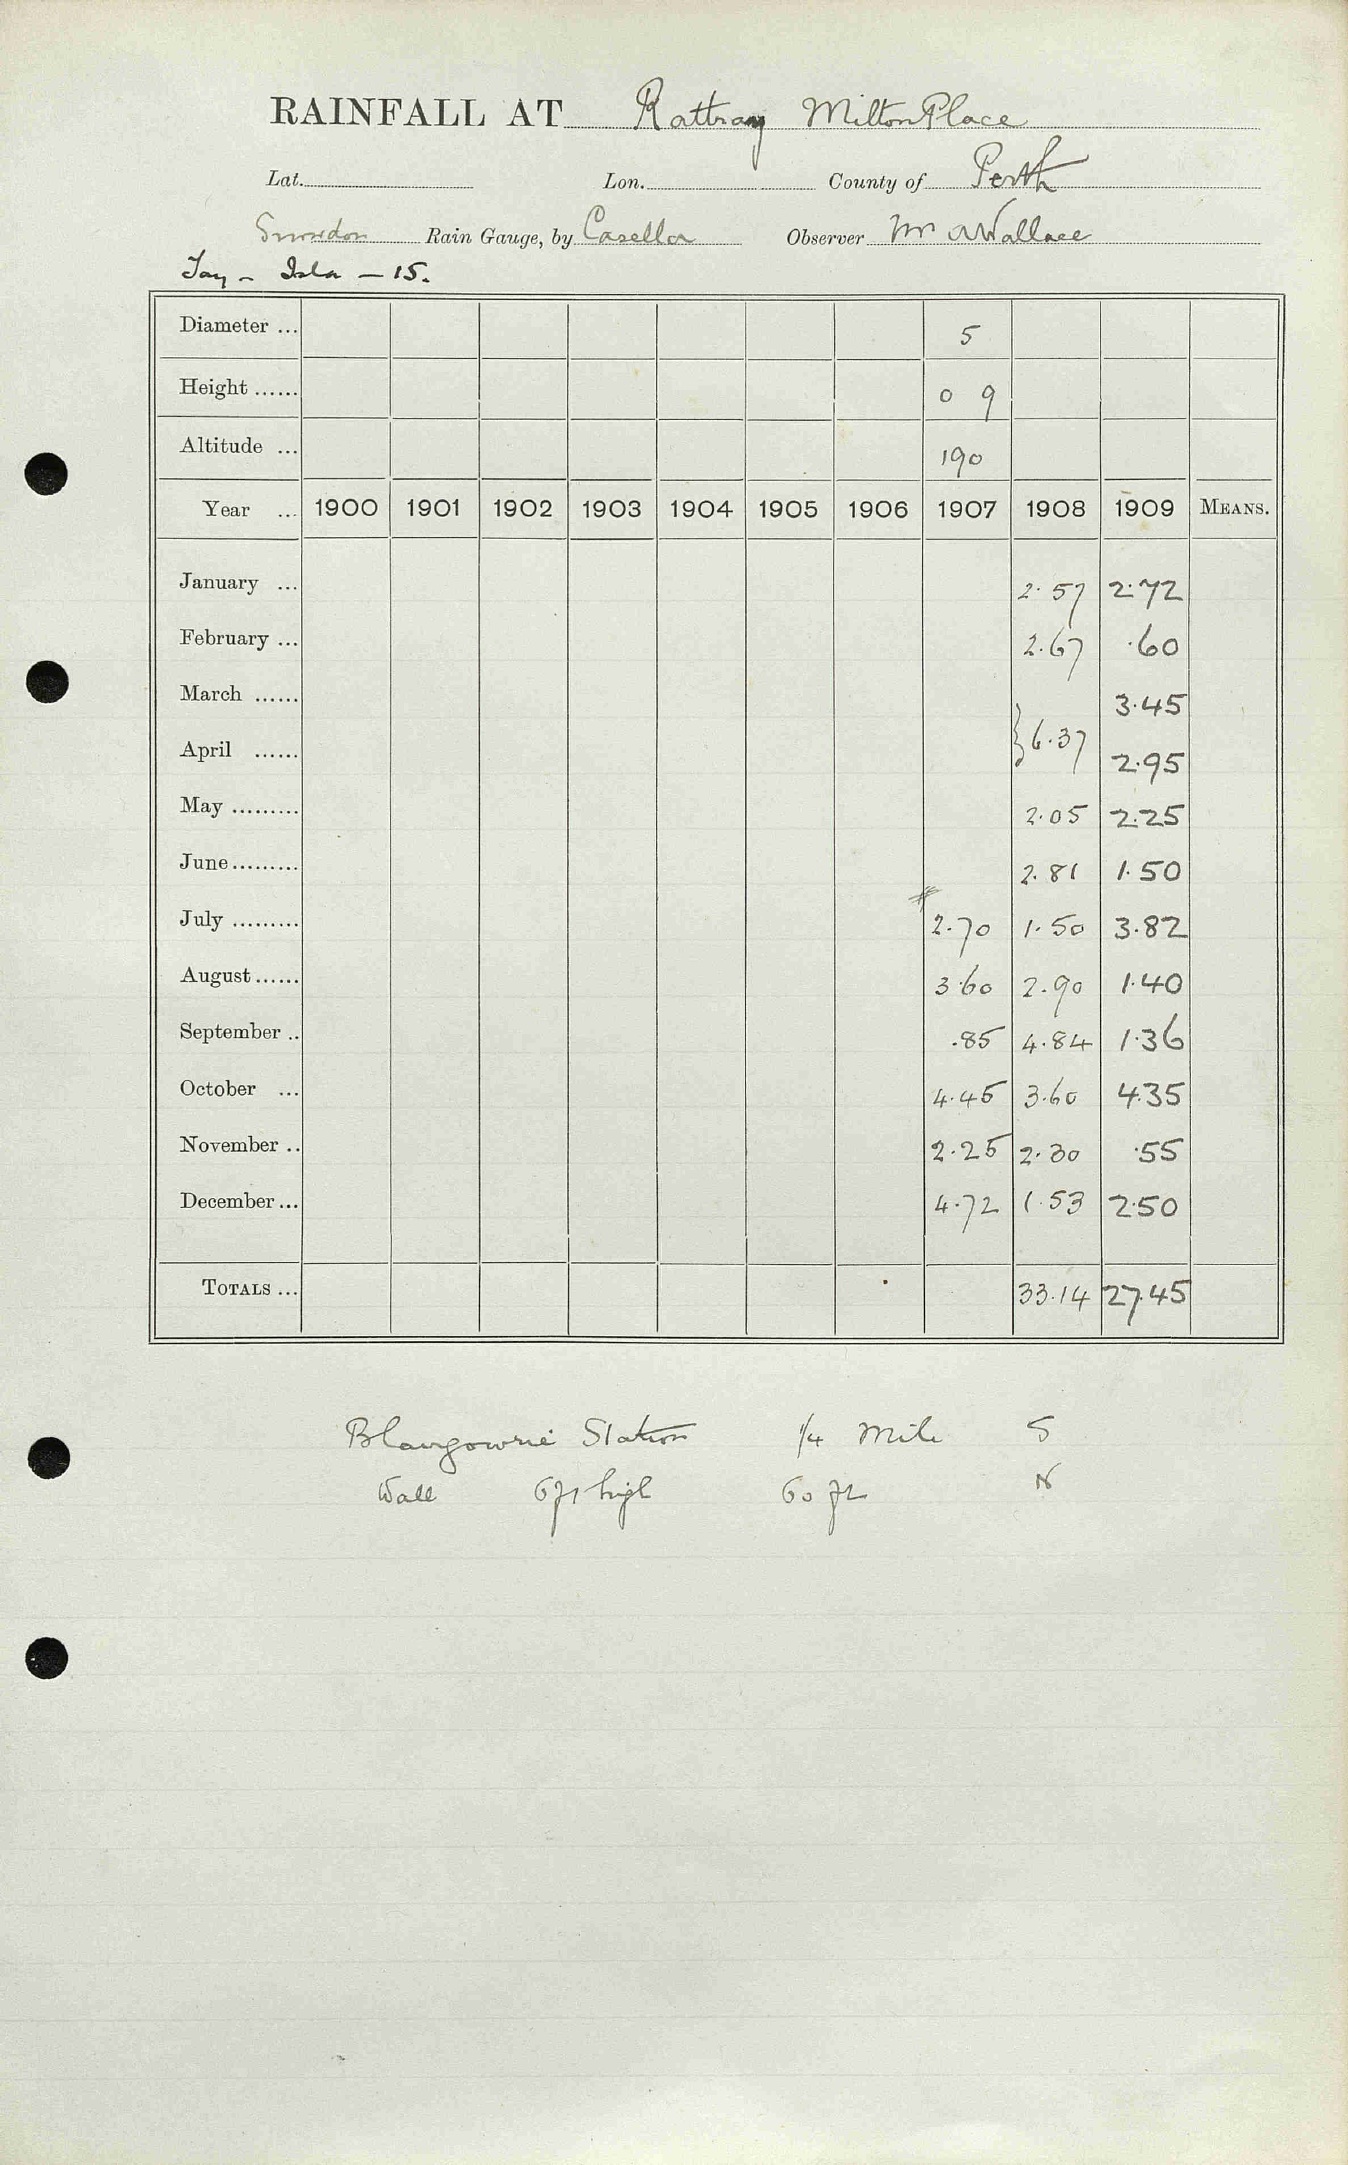 RAINFALL AT Rattray Milton Place
Lat. Lon. County of Perth
Snowdon Rain Gauge, by Casella Observer Mr A Wallace
Tay - Isla - 15.
Diameter ... 5
Height ...... 0 9
Altitude ... 190
Year ... 1900 1901 1902 1903 1904 1905 1906 1907 1908 1909 MEANS.
January ... 2.57 2.72
February ... 2.67 .60
March ...... 3.45
} 6.37
April ...... 2.95
May ......... 2.05 2.25
June ......... 2.81 1.50
July ......... 2.70 1.50 3.82
August ...... 3.60 2.90 1.40
September .. .85 4.84 1.36
October ... 4.45 3.60 4.35
November .. 2.25 2.30 .55
December ... 4.72 1.53 2.50
TOTALS ... 33.14 27.45
Blairgowrie Station 1/4 Mile S
Wall 6ft high 60 ft N